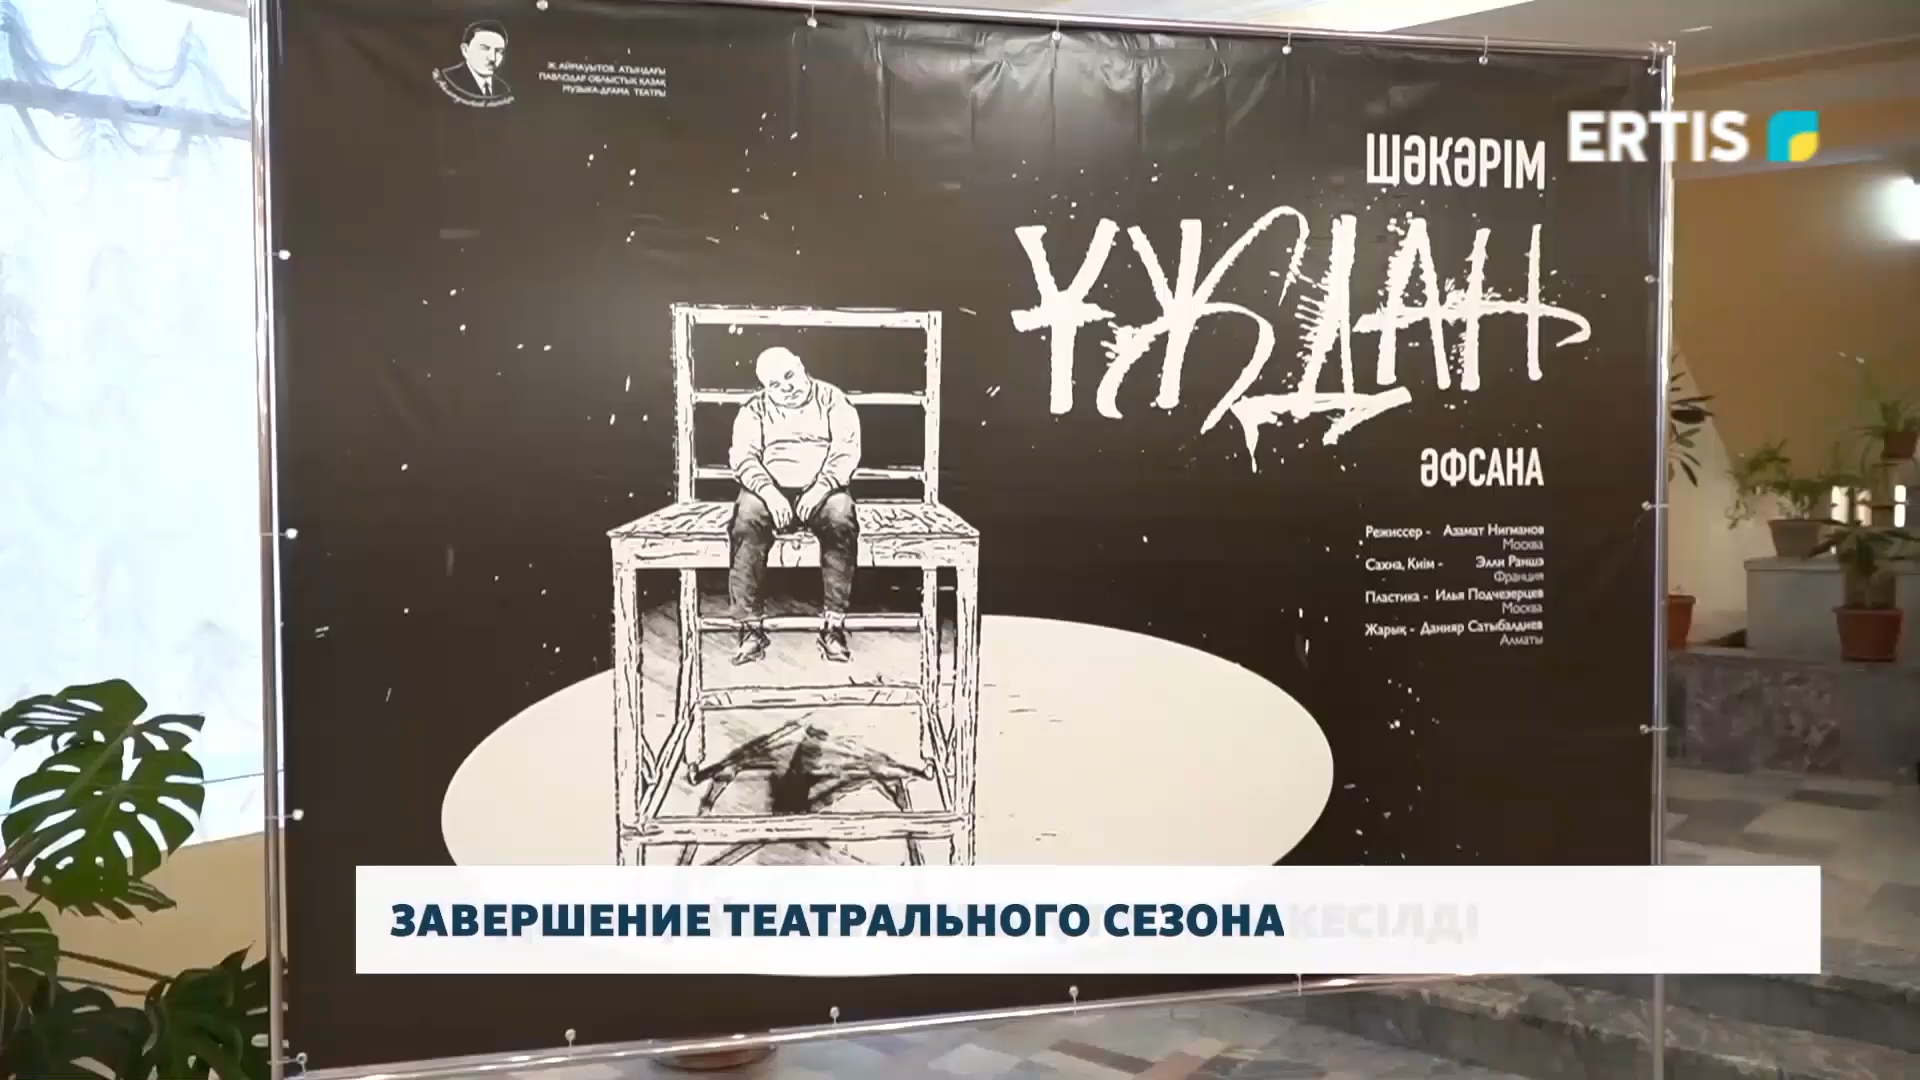 Ж. АЙМАУЫТОВ АТЫНДАҒЫ
ПАВЛОДАР ОБЛЫСТЫҚ ҚАЗАҚ
МУЗЫКА-ДРАМА ТЕАТРЫ
ERTIS
ШӘКӘРІМ
ҰЖДАН
ӘФСАНА
Режиссер - Азамат Нигманов
Москва
Сахна, Киім - Элли Раншэ
Франция
Пластика - Илья Подчезерцев
Москва
Жарық - Данияр Сатыбалдиев
Алматы
ЗАВЕРШЕНИЕ ТЕАТРАЛЬНОГО СЕЗОНА
КЕСІЛДІ